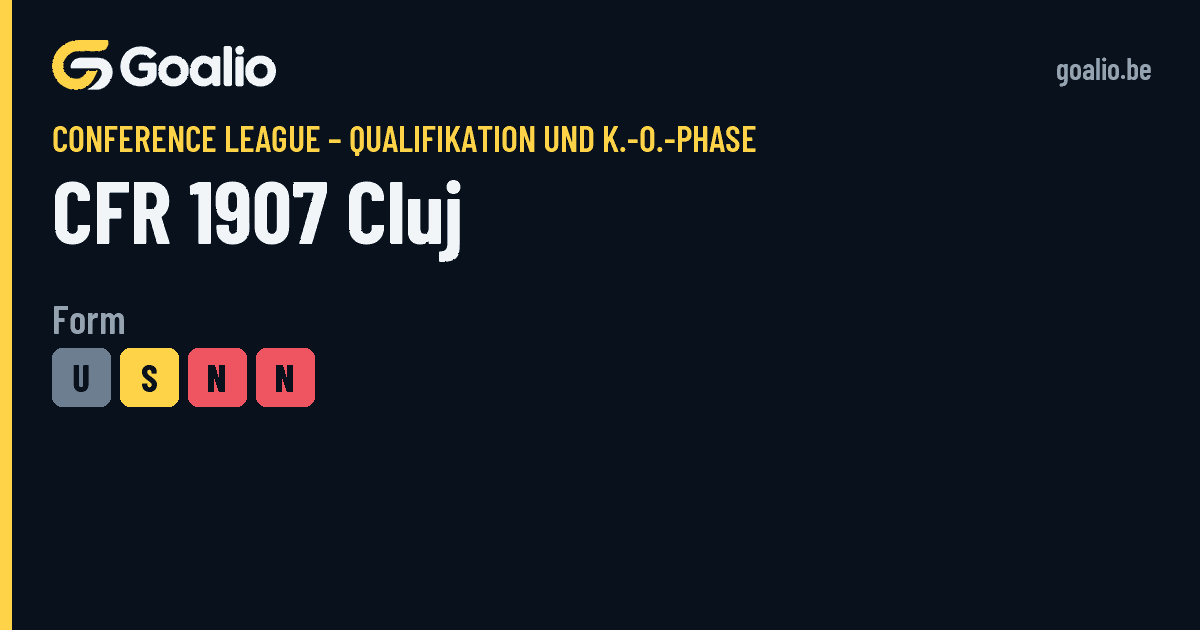 Goalio
goalio.be
CONFERENCE LEAGUE – QUALIFIKATION UND K.-O.-PHASE
CFR 1907 Cluj
Form
U S N N